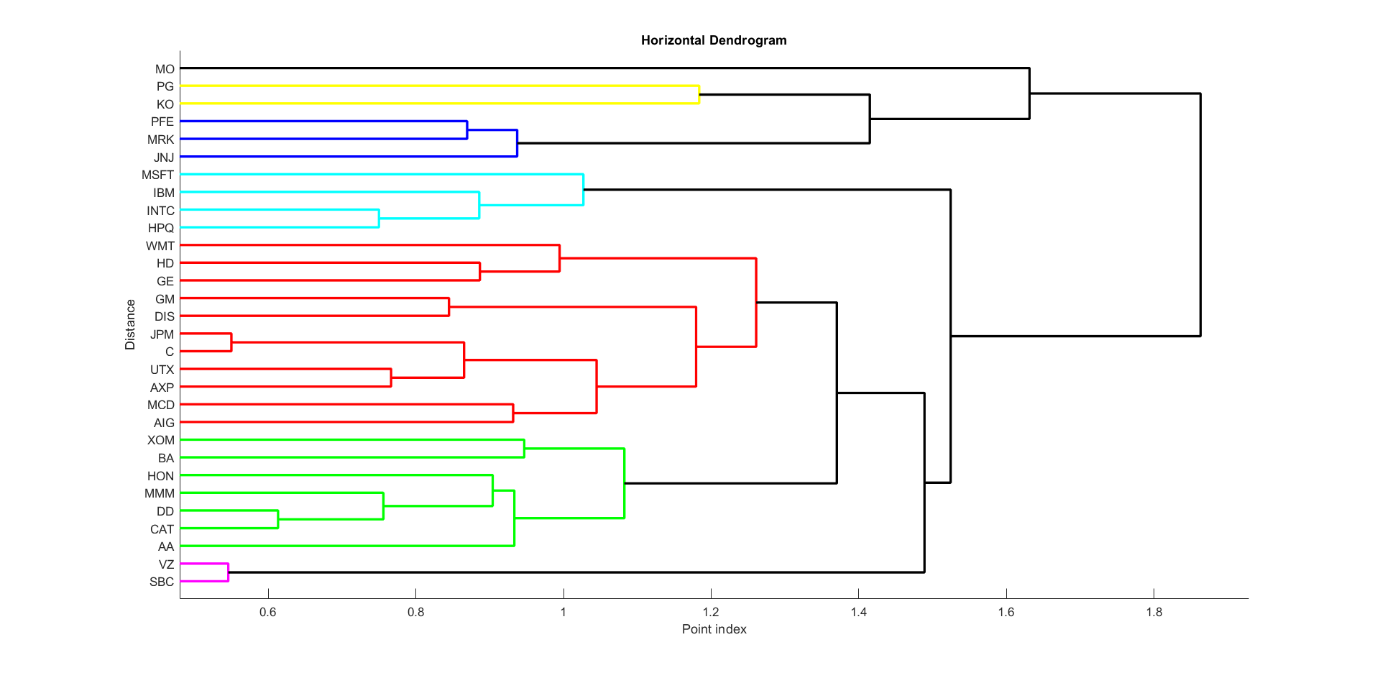 Horizontal Dendrogram
MO
PG
KO
PFE
MRK
JNJ
MSFT
IBM
INTC
HPQ
WMT
HD
GE
GM
DIS
JPM
C
UTX
AXP
MCD
AIG
XOM
BA
HON
MMM
DD
CAT
AA
VZ
SBC
Distance
0.6 0.8 1 1.2 1.4 1.6 1.8
Point index